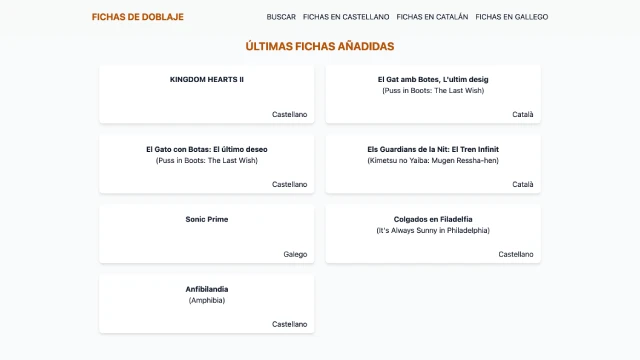 FICHAS DE DOBLAJE
BUSCAR FICHAS EN CASTELLANO FICHAS EN CATALÁN FICHAS EN GALLEGO
ÚLTIMAS FICHAS AÑADIDAS
KINGDOM HEARTS II
Castellano
El Gat amb Botes, L'ultim desig
(Puss in Boots: The Last Wish)
Català
El Gato con Botas: El último deseo
(Puss in Boots: The Last Wish)
Castellano
Els Guardians de la Nit: El Tren Infinit
(Kimetsu no Yaiba: Mugen Ressha-hen)
Català
Sonic Prime
Galego
Colgados en Filadelfia
(It's Always Sunny in Philadelphia)
Castellano
Anfibilandia
(Amphibia)
Castellano